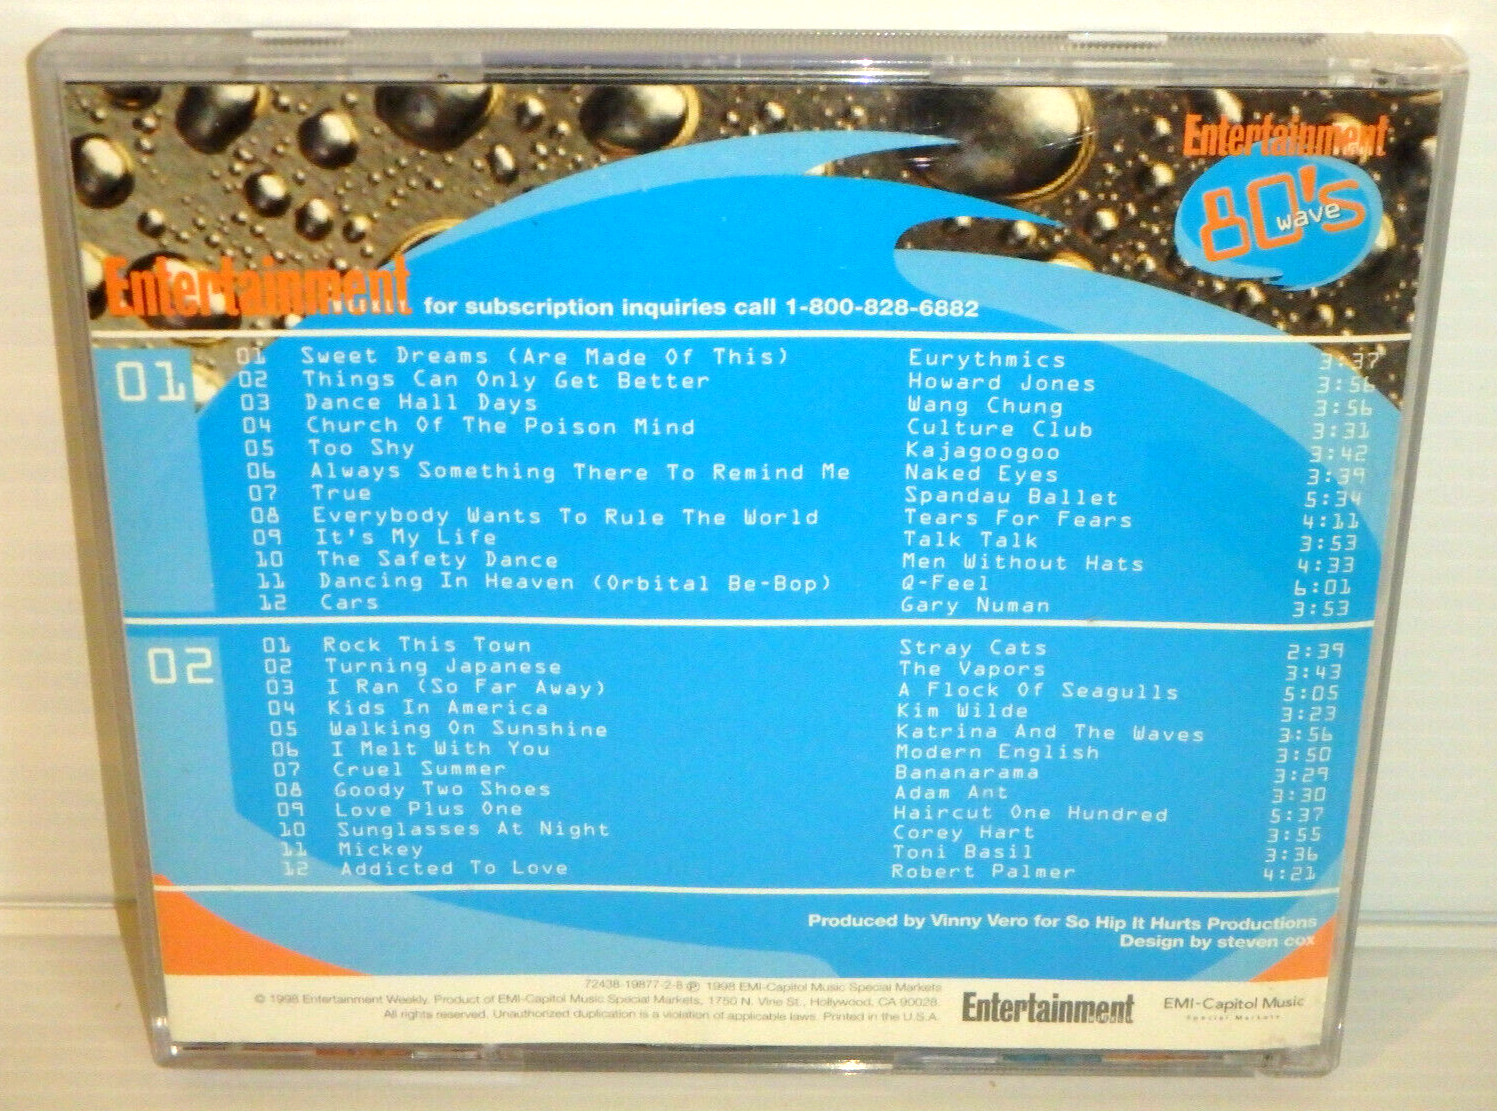 Entertainment
80's
wave
Entertainment
WEEKLY for subscription inquiries call 1-800-828-6882
01
01 Sweet Dreams (Are Made Of This) Eurythmics 3:37
02 Things Can Only Get Better Howard Jones 3:56
03 Dance Hall Days Wang Chung 3:56
04 Church Of The Poison Mind Culture Club 3:31
05 Too Shy Kajagoogoo 3:42
06 Always Something There To Remind Me Naked Eyes 3:39
07 True Spandau Ballet 5:34
08 Everybody Wants To Rule The World Tears For Fears 4:11
09 It's My Life Talk Talk 3:53
10 The Safety Dance Men Without Hats 4:33
11 Dancing In Heaven (Orbital Be-Bop) Q-Feel 6:01
12 Cars Gary Numan 3:53
02
01 Rock This Town Stray Cats 2:39
02 Turning Japanese The Vapors 3:43
03 I Ran (So Far Away) A Flock Of Seagulls 5:05
04 Kids In America Kim Wilde 3:23
05 Walking On Sunshine Katrina And The Waves 3:56
06 I Melt With You Modern English 3:50
07 Cruel Summer Bananarama 3:29
08 Goody Two Shoes Adam Ant 3:30
09 Love Plus One Haircut One Hundred 5:37
10 Sunglasses At Night Corey Hart 3:55
11 Mickey Toni Basil 3:36
12 Addicted To Love Robert Palmer 4:21
Produced by Vinny Vero for So Hip It Hurts Productions
Design by steven cox
72438-19877-2-8 ℗ 1998 EMI-Capitol Music Special Markets
© 1998 Entertainment Weekly. Product of EMI-Capitol Music Special Markets, 1750 N. Vine St., Hollywood, CA 90028.
All rights reserved. Unauthorized duplication is a violation of applicable laws. Printed in the U.S.A.
Entertainment
EMI-Capitol Music
Special Markets